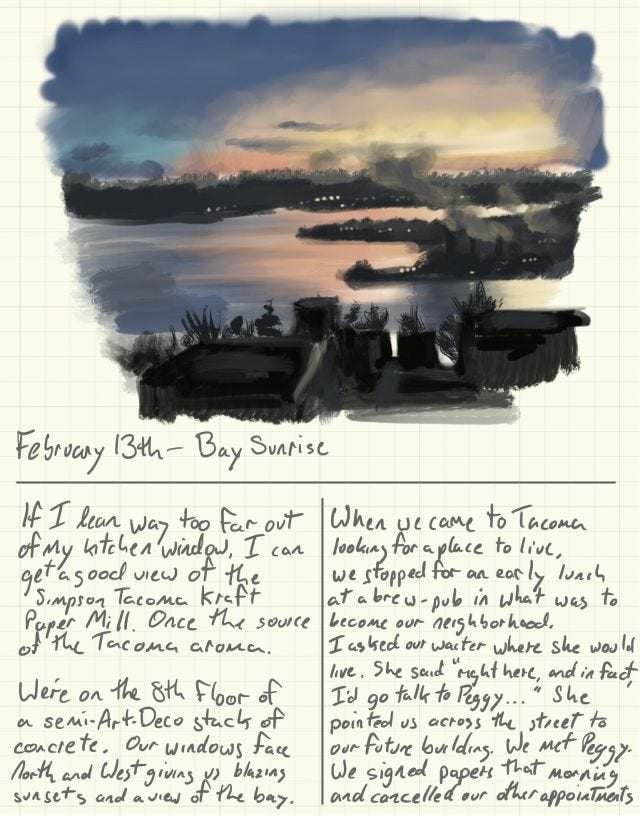 February 13th - Bay Sunrise
If I lean way too far out
of my kitchen window, I can
get a good view of the
Simpson Tacoma Kraft
Paper Mill. Once the source
of the Tacoma aroma.
We're on the 8th floor of
a semi-Art-Deco stack of
concrete. Our windows face
North and West giving us blazing
sunsets and a view of the bay.
When we came to Tacoma
looking for a place to live,
we stopped for an early lunch
at a brew-pub in what was to
become our neighborhood.
I asked our waiter where she would
live. She said "right here, and in fact,
I'd go talk to Peggy..." She
pointed us across the street to
our future building. We met Peggy.
We signed papers that morning
and cancelled our other appointments